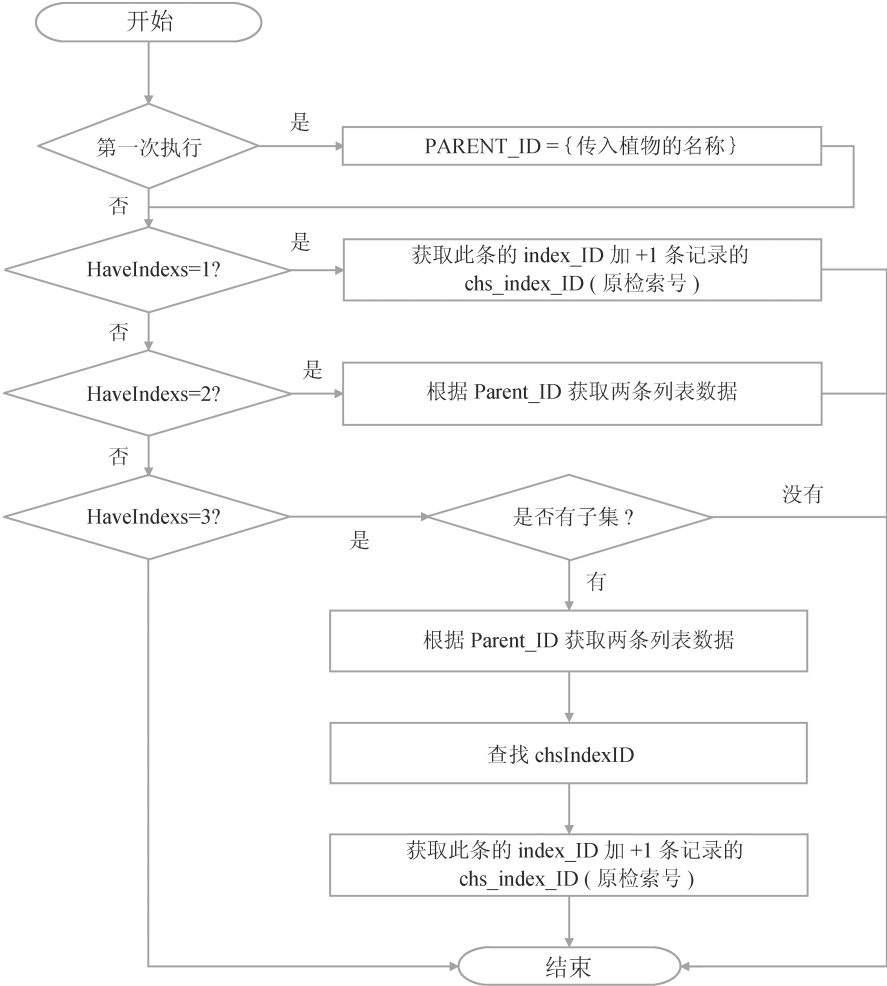 开始
第一次执行
是
PARENT_ID = { 传入植物的名称 }
否
HaveIndexs=1?
是
获取此条的 index_ID 加 +1 条记录的
chs_index_ID ( 原检索号 )
否
HaveIndexs=2?
是
根据 Parent_ID 获取两条列表数据
否
HaveIndexs=3?
是
是否有子集 ?
没有
有
根据 Parent_ID 获取两条列表数据
查找 chsIndexID
获取此条的 index_ID 加 +1 条记录的
chs_index_ID ( 原检索号 )
结束